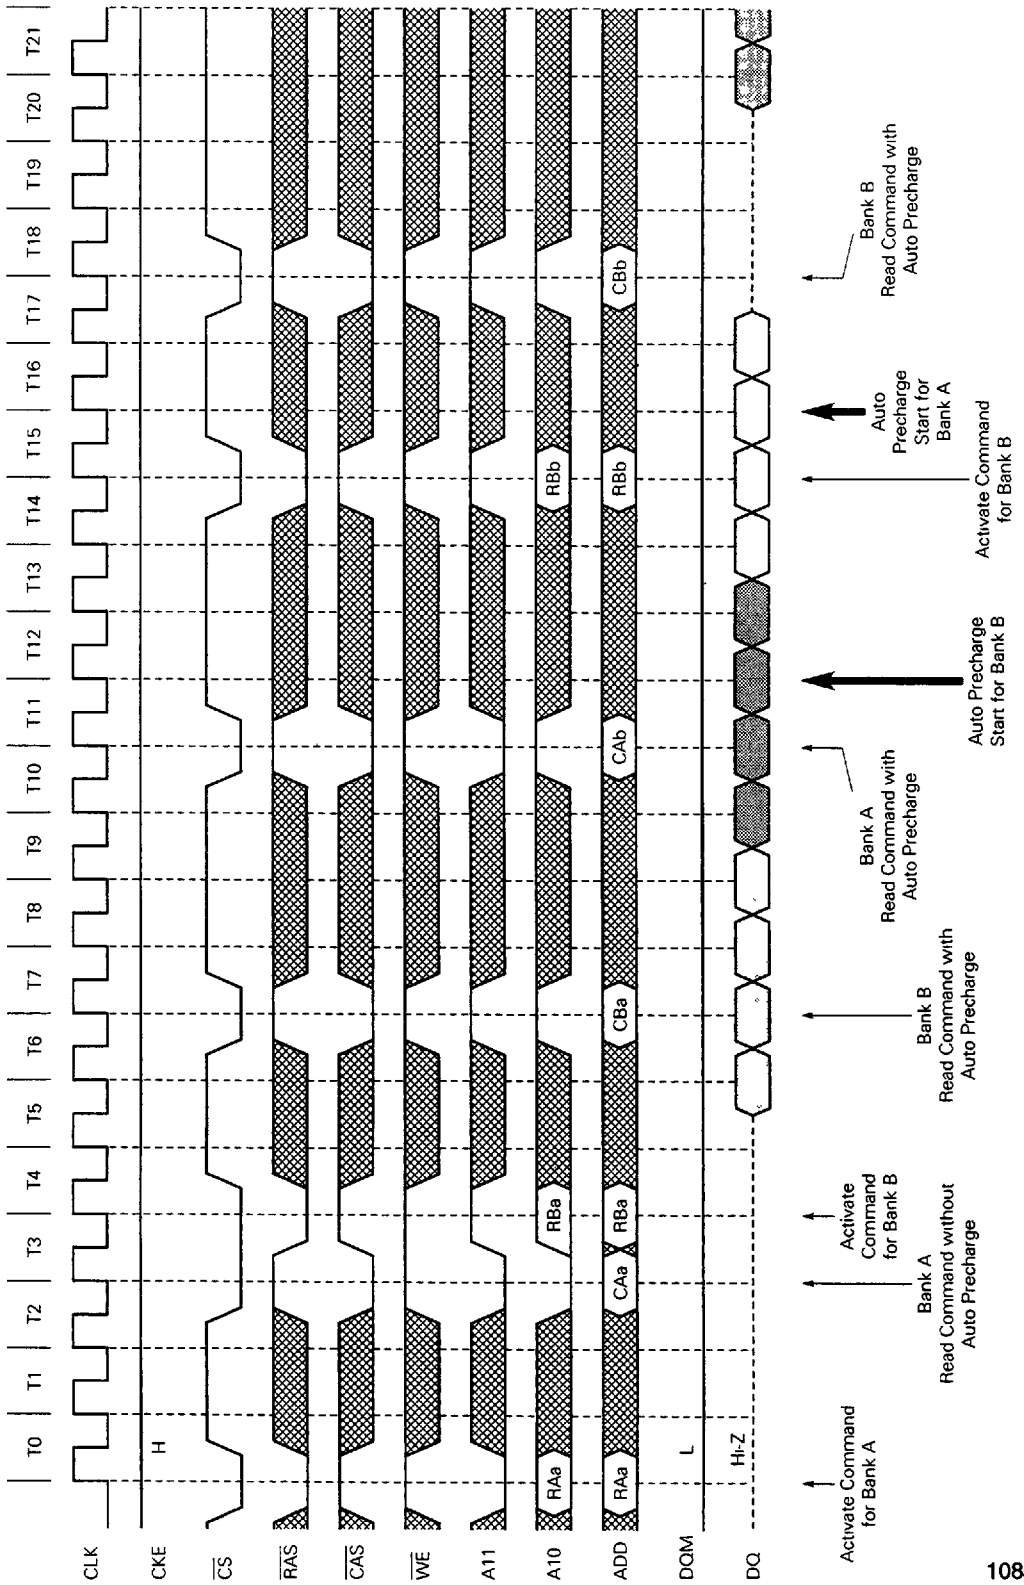 T0 T1 T2 T3 T4 T5 T6 T7 T8 T9 T10 T11 T12 T13 T14 T15 T16 T17 T18 T19 T20 T21
CLK
CKE H
CS
RAS
CAS
WE
A11
A10 RAa RBa RBb
ADD RAa CAa RBa CBa CAb RBb CBb
DQM L
DQ Hi-Z
Activate Command
for Bank A
Bank A
Read Command without
Auto Precharge
Activate
Command
for Bank B
Bank B
Read Command with
Auto Precharge
Bank A
Read Command with
Auto Precharge
Auto Precharge
Start for Bank B
Activate Command
for Bank B
Auto
Precharge
Start for
Bank A
Bank B
Read Command with
Auto Precharge
108